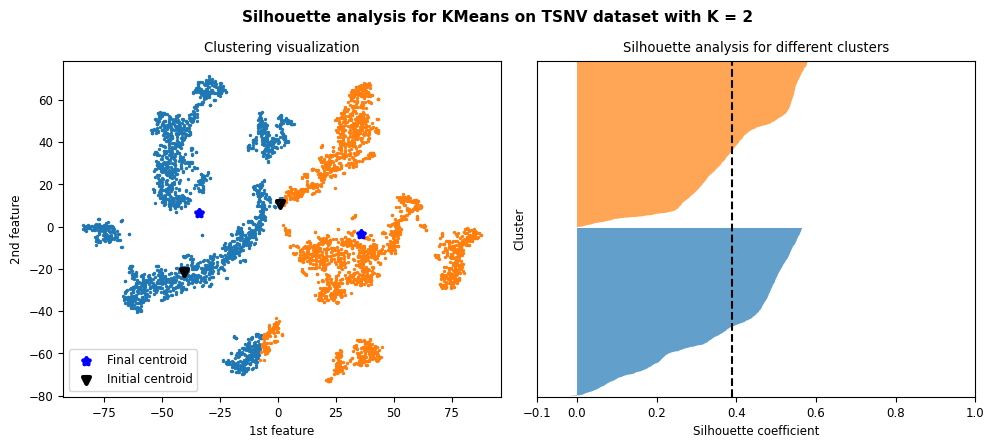 Silhouette analysis for KMeans on TSNV dataset with K = 2
Clustering visualization
2nd feature
60
40
20
0
−20
−40
−60
−80
Final centroid
Initial centroid
−75
−50
−25
0
25
50
75
1st feature
Silhouette analysis for different clusters
Cluster
−0.1
0.0
0.2
0.4
0.6
0.8
1.0
Silhouette coefficient